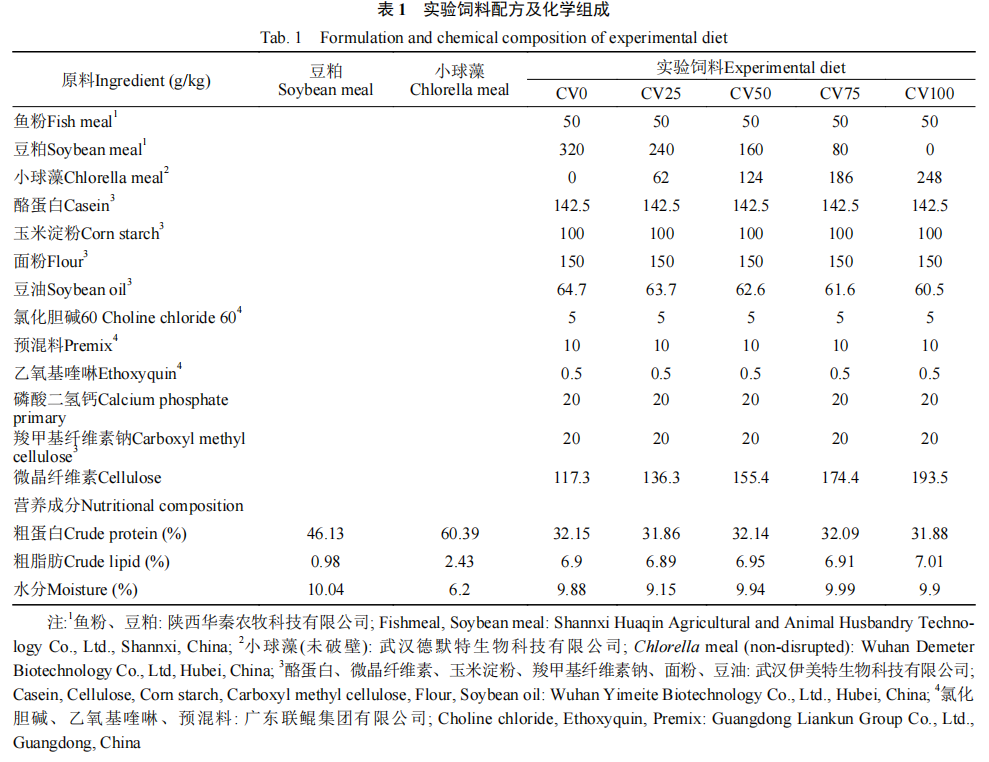 表 1 实验饲料配方及化学组成
Tab. 1 Formulation and chemical composition of experimental diet
原料Ingredient (g/kg) 豆粕 Soybean meal 小球藻 Chlorella meal 实验饲料Experimental diet
CV0 CV25 CV50 CV75 CV100
鱼粉Fish meal1 50 50 50 50 50
豆粕Soybean meal1 320 240 160 80 0
小球藻Chlorella meal2 0 62 124 186 248
酪蛋白Casein3 142.5 142.5 142.5 142.5 142.5
玉米淀粉Corn starch3 100 100 100 100 100
面粉Flour3 150 150 150 150 150
豆油Soybean oil3 64.7 63.7 62.6 61.6 60.5
氯化胆碱60 Choline chloride 604 5 5 5 5 5
预混料Premix4 10 10 10 10 10
乙氧基喹啉Ethoxyquin4 0.5 0.5 0.5 0.5 0.5
磷酸二氢钙Calcium phosphate 20 20 20 20 20
primary
羧甲基纤维素钠Carboxyl methyl 20 20 20 20 20
cellulose3
微晶纤维素Cellulose 117.3 136.3 155.4 174.4 193.5
营养成分Nutritional composition
粗蛋白Crude protein (%) 46.13 60.39 32.15 31.86 32.14 32.09 31.88
粗脂肪Crude lipid (%) 0.98 2.43 6.9 6.89 6.95 6.91 7.01
水分Moisture (%) 10.04 6.2 9.88 9.15 9.94 9.99 9.9
注:1鱼粉、豆粕: 陕西华秦农牧科技有限公司; Fishmeal, Soybean meal: Shannxi Huaqin Agricultural and Animal Husbandry Techno-
logy Co., Ltd., Shannxi, China; 2小球藻(未破壁): 武汉德默特生物科技有限公司; Chlorella meal (non-disrupted): Wuhan Demeter
Biotechnology Co., Ltd, Hubei, China; 3酪蛋白、微晶纤维素、玉米淀粉、羧甲基纤维素钠、面粉、豆油: 武汉伊美特生物科技有限公司;
Casein, Cellulose, Corn starch, Carboxyl methyl cellulose, Flour, Soybean oil: Wuhan Yimeite Biotechnology Co., Ltd., Hubei, China; 4氯化
胆碱、乙氧基喹啉、预混料: 广东联鲲集团有限公司; Choline chloride, Ethoxyquin, Premix: Guangdong Liankun Group Co., Ltd.,
Guangdong, China